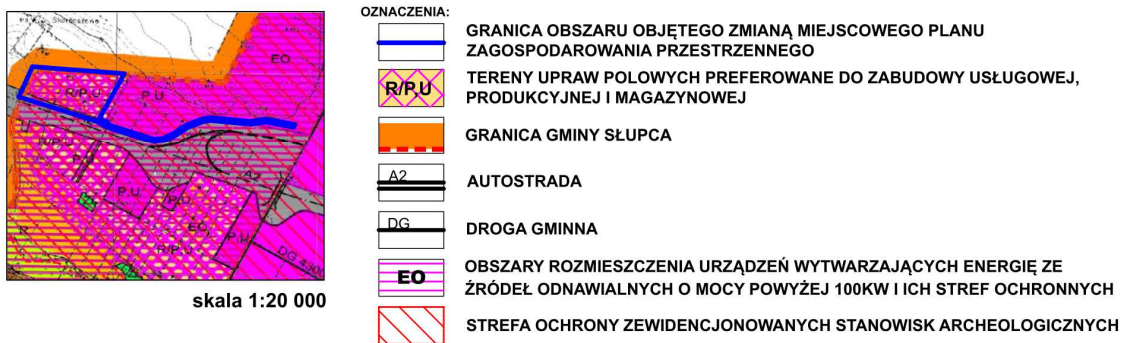 OZNACZENIA:
GRANICA OBSZARU OBJĘTEGO ZMIANĄ MIEJSCOWEGO PLANU
ZAGOSPODAROWANIA PRZESTRZENNEGO
R/P,U
TERENY UPRAW POLOWYCH PREFEROWANE DO ZABUDOWY USŁUGOWEJ,
PRODUKCYJNEJ I MAGAZYNOWEJ
GRANICA GMINY SŁUPCA
A2
AUTOSTRADA
DG
DROGA GMINNA
EO
OBSZARY ROZMIESZCZENIA URZĄDZEŃ WYTWARZAJĄCYCH ENERGIĘ ZE
ŹRÓDEŁ ODNAWIALNYCH O MOCY POWYŻEJ 100KW I ICH STREF OCHRONNYCH
STREFA OCHRONY ZEWIDENCJONOWANYCH STANOWISK ARCHEOLOGICZNYCH
EO
R/P,U
P,U
R/P,U
P,U
P,U
P,U
EO
R/P,U
P,U
DG
R
skala 1:20 000